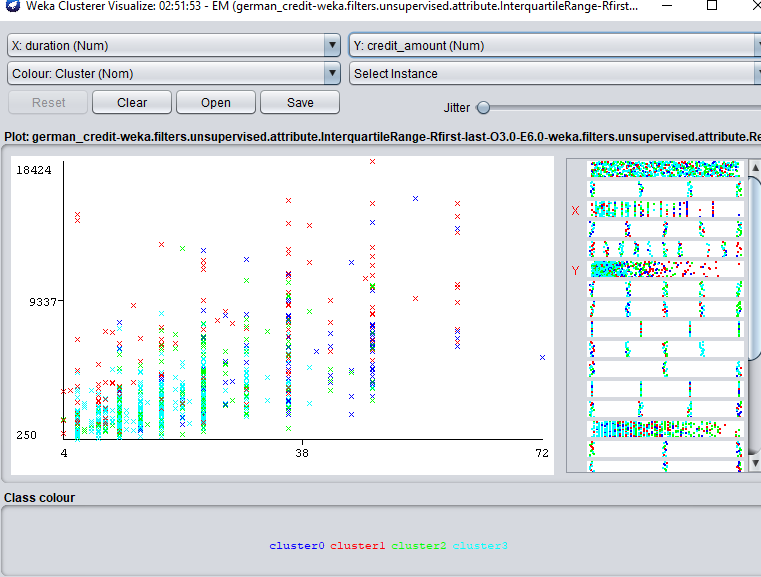 Weka Clusterer Visualize: 02:51:53 - EM (german_credit-weka.filters.unsupervised.attribute.InterquartileRange-Rfirst...
X: duration (Num)
Y: credit_amount (Num)
Colour: Cluster (Nom)
Select Instance
Reset
Clear
Open
Save
Jitter
Plot: german_credit-weka.filters.unsupervised.attribute.InterquartileRange-Rfirst-last-O3.0-E6.0-weka.filters.unsupervised.attribute.Re
18424
9337
250
4
38
72
X
Y
Class colour
cluster0 cluster1 cluster2 cluster3